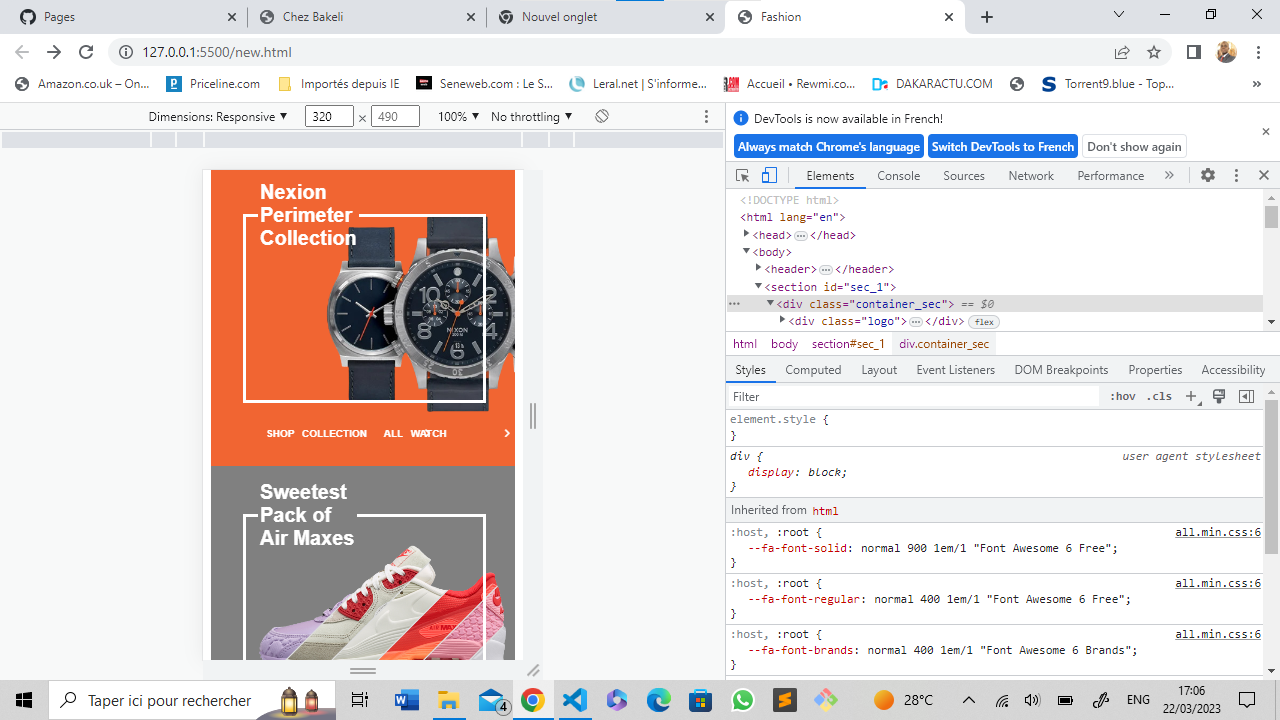 Pages
Chez Bakeli
Nouvel onglet
Fashion
127.0.0.1:5500/new.html
Amazon.co.uk – On...
Priceline.com
Importés depuis IE
Seneweb.com : Le S...
Leral.net | S'informe...
Accueil • Rewmi.co...
DAKARACTU.COM
Torrent9.blue - Top...
»
Dimensions: Responsive ▼ 320 × 490 100% ▼ No throttling ▼
Nexion
Perimeter
Collection
SHOP COLLECTION ALL WATCH
Sweetest
Pack of
Air Maxes
DevTools is now available in French!
Always match Chrome's language Switch DevTools to French Don't show again
Elements Console Sources Network Performance »
<!DOCTYPE html>
<html lang="en">
<head>…</head>
<body>
<header>…</header>
<section id="sec_1">
… <div class="container_sec"> == $0
<div class="logo">…</div> flex
html body section#sec_1 div.container_sec
Styles Computed Layout Event Listeners DOM Breakpoints Properties Accessibility
Filter :hov .cls
element.style {
}
div { user agent stylesheet
display: block;
}
Inherited from html
:host, :root { all.min.css:6
--fa-font-solid: normal 900 1em/1 "Font Awesome 6 Free";
}
:host, :root { all.min.css:6
--fa-font-regular: normal 400 1em/1 "Font Awesome 6 Free";
}
:host, :root { all.min.css:6
--fa-font-brands: normal 400 1em/1 "Font Awesome 6 Brands";
}
Taper ici pour rechercher
4
28°C
ENG
17:06
22/03/2023